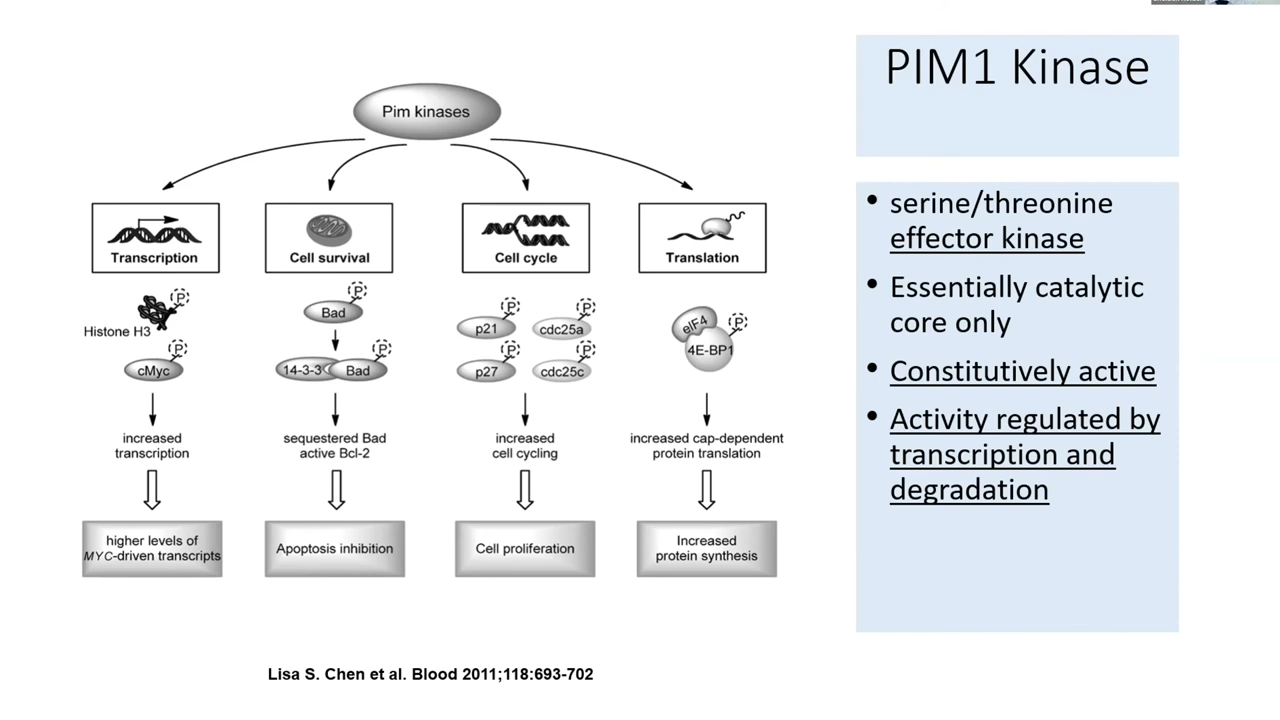 PIM1 Kinase
Pim kinases
Transcription
Cell survival
Cell cycle
Translation
Histone H3
P
cMyc
P
Bad
P
14-3-3
Bad
P
p21
P
cdc25a
P
p27
P
cdc25c
P
eIF4
4E-BP1
P
increased
transcription
sequestered Bad
active Bcl-2
increased
cell cycling
increased cap-dependent
protein translation
higher levels of
MYC-driven transcripts
Apoptosis inhibition
Cell proliferation
Increased
protein synthesis
• serine/threonine
effector kinase
• Essentially catalytic
core only
• Constitutively active
• Activity regulated by
transcription and
degradation
Lisa S. Chen et al. Blood 2011;118:693-702